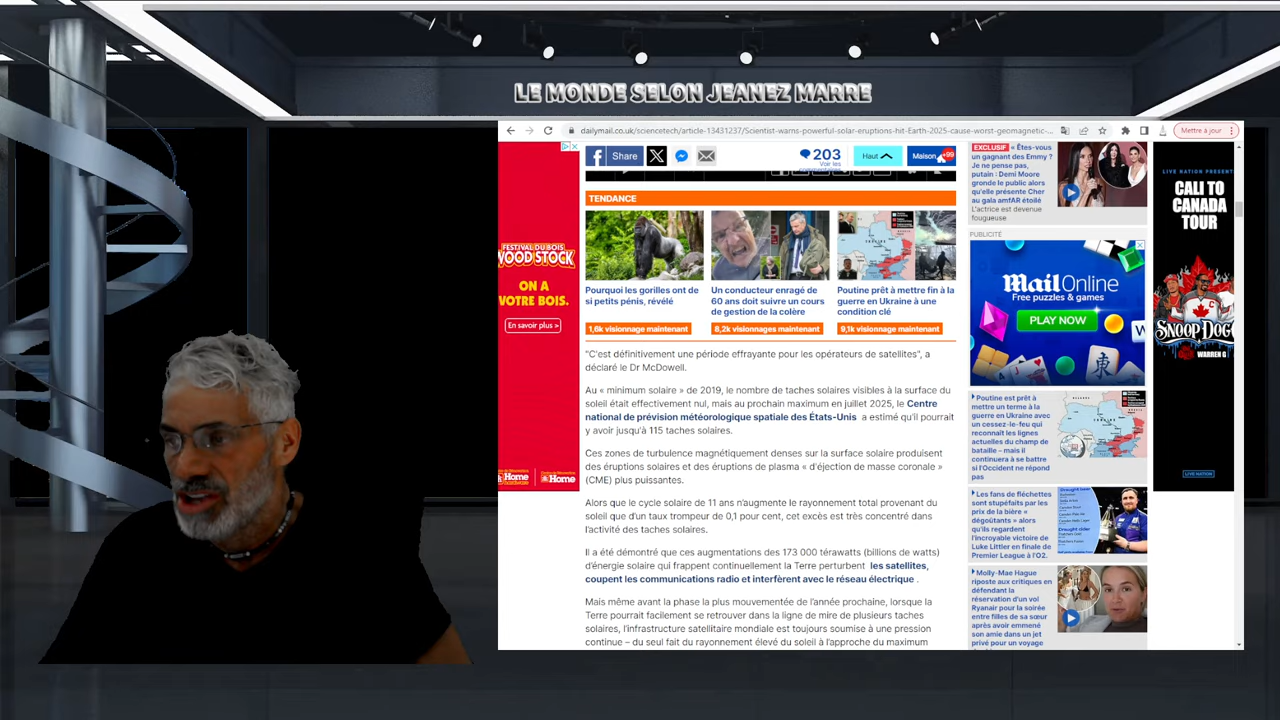 LE MONDE SELON JEANEZ MARRE
dailymail.co.uk/sciencetech/article-13431237/Scientist-warns-powerful-solar-eruptions-hit-Earth-2025-cause-worst-geomagnetic-...
Mettre à jour
Share
203
Voir les
Haut
Maison
+99
TENDANCE
Pourquoi les gorilles ont de
si petits pénis, révélé
1,6k visionnage maintenant
Un conducteur enragé de
60 ans doit suivre un cours
de gestion de la colère
8,2k visionnages maintenant
Poutine prêt à mettre fin à la
guerre en Ukraine à une
condition clé
9,1k visionnage maintenant
"C'est définitivement une période effrayante pour les opérateurs de satellites", a
déclaré le Dr McDowell.
Au « minimum solaire » de 2019, le nombre de taches solaires visibles à la surface du
soleil était effectivement nul, mais au prochain maximum en juillet 2025, le Centre
national de prévision météorologique spatiale des États-Unis a estimé qu'il pourrait
y avoir jusqu'à 115 taches solaires.
Ces zones de turbulence magnétiquement denses sur la surface solaire produisent
des éruptions solaires et des éruptions de plasma « d'éjection de masse coronale »
(CME) plus puissantes.
Alors que le cycle solaire de 11 ans n'augmente le rayonnement total provenant du
soleil que d'un taux trompeur de 0,1 pour cent, cet excès est très concentré dans
l'activité des taches solaires.
Il a été démontré que ces augmentations des 173 000 térawatts (billions de watts)
d'énergie solaire qui frappent continuellement la Terre perturbent les satellites,
coupent les communications radio et interfèrent avec le réseau électrique .
Mais même avant la phase la plus mouvementée de l'année prochaine, lorsque la
Terre pourrait facilement se retrouver dans la ligne de mire de plusieurs taches
solaires, l'infrastructure satellitaire mondiale est toujours soumise à une pression
continue – du seul fait du rayonnement élevé du soleil à l'approche du maximum
FESTIVAL DU BOIS
WOOD STOCK
ON A
VOTRE BOIS.
En savoir plus >
Home
Home
EXCLUSIF « Êtes-vous
un gagnant des Emmy ?
Je ne pense pas,
putain : Demi Moore
gronde le public alors
qu'elle présente Cher
au gala amfAR étoilé
L'actrice est devenue
fougueuse
PUBLICITÉ
Mail Online
Free puzzles & games
PLAY NOW
W
Poutine est prêt à
mettre un terme à la
guerre en Ukraine avec
un cessez-le-feu qui
reconnaît les lignes
actuelles du champ de
bataille – mais il
continuera à se battre
si l'Occident ne répond
pas
Les fans de fléchettes
sont stupéfaits par les
prix de la bière «
dégoûtants » alors
qu'ils regardent
l'incroyable victoire de
Luke Littler en finale de
Premier League à l'O2.
Molly-Mae Hague
riposte aux critiques en
défendant la
réservation d'un vol
Ryanair pour la soirée
entre filles de sa sœur
après avoir emmené
son amie dans un jet
privé pour un voyage
LIVE NATION PRESENT
CALI TO
CANADA
TOUR
SNOOP DOG
WARREN G
LIVE NATION